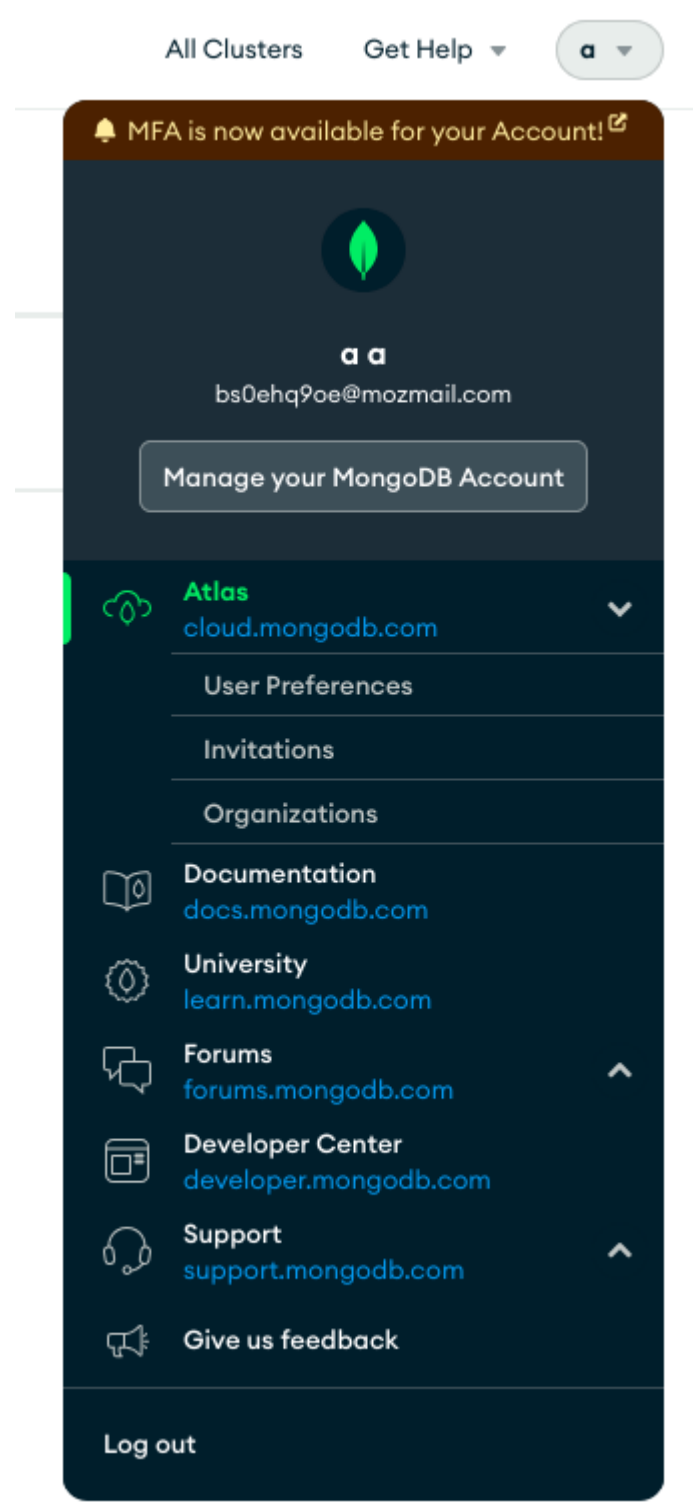 All Clusters Get Help a
MFA is now available for your Account!
a a
bs0ehq9oe@mozmail.com
Manage your MongoDB Account
Atlas
cloud.mongodb.com
User Preferences
Invitations
Organizations
Documentation
docs.mongodb.com
University
learn.mongodb.com
Forums
forums.mongodb.com
Developer Center
developer.mongodb.com
Support
support.mongodb.com
Give us feedback
Log out